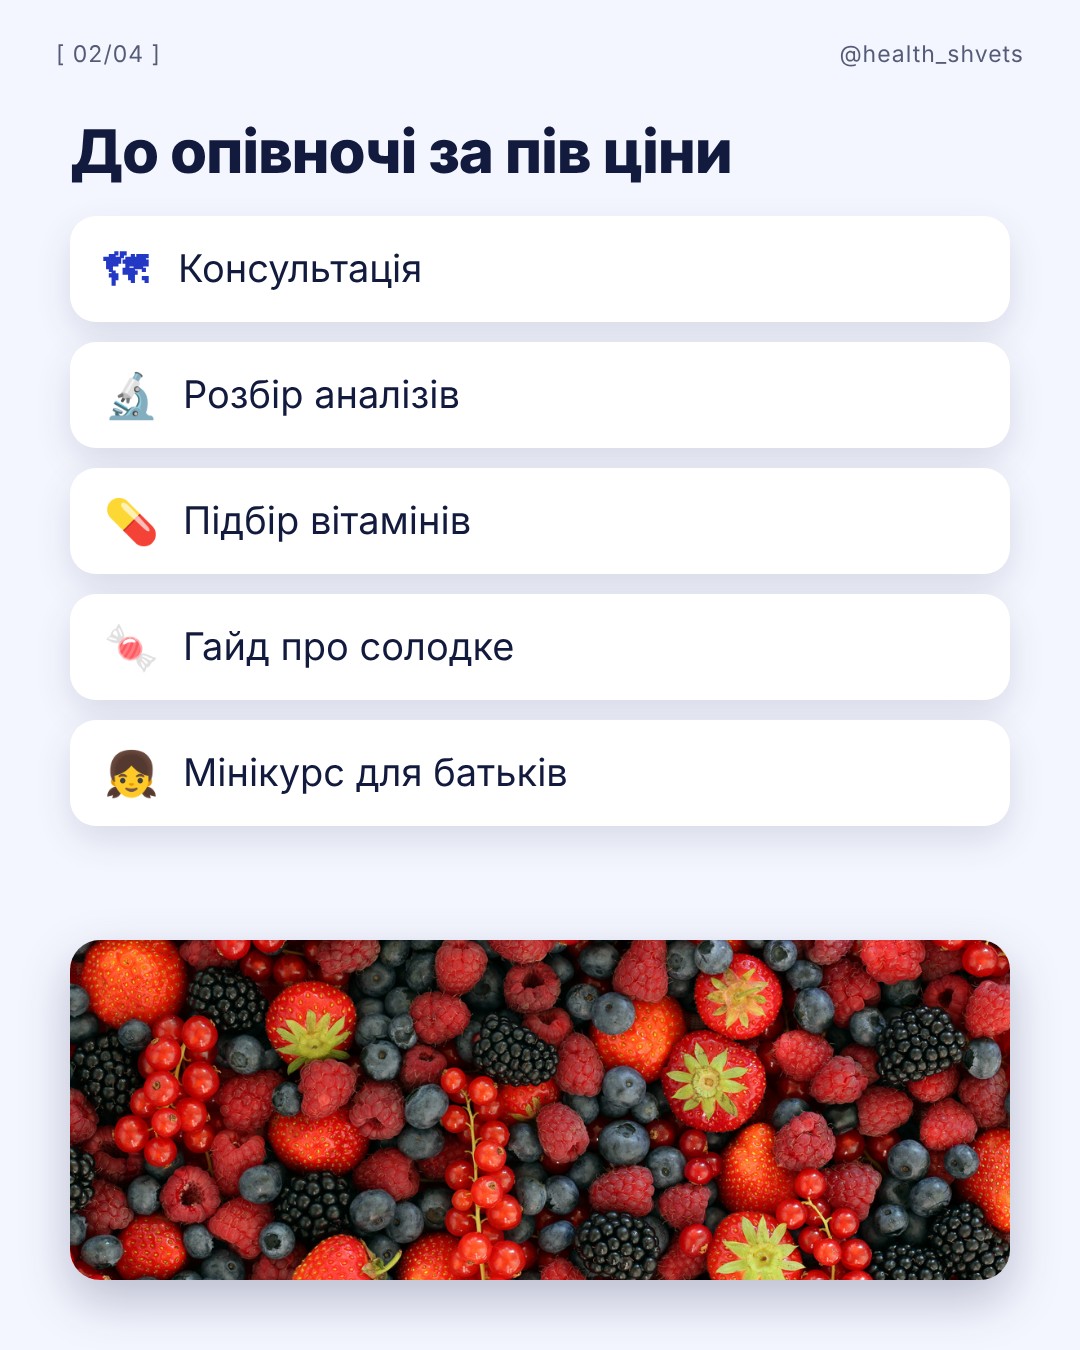 [ 02/04 ]
@health_shvets
До опівночі за пів ціни
Консультація
Розбір аналізів
Підбір вітамінів
Гайд про солодке
Мінікурс для батьків